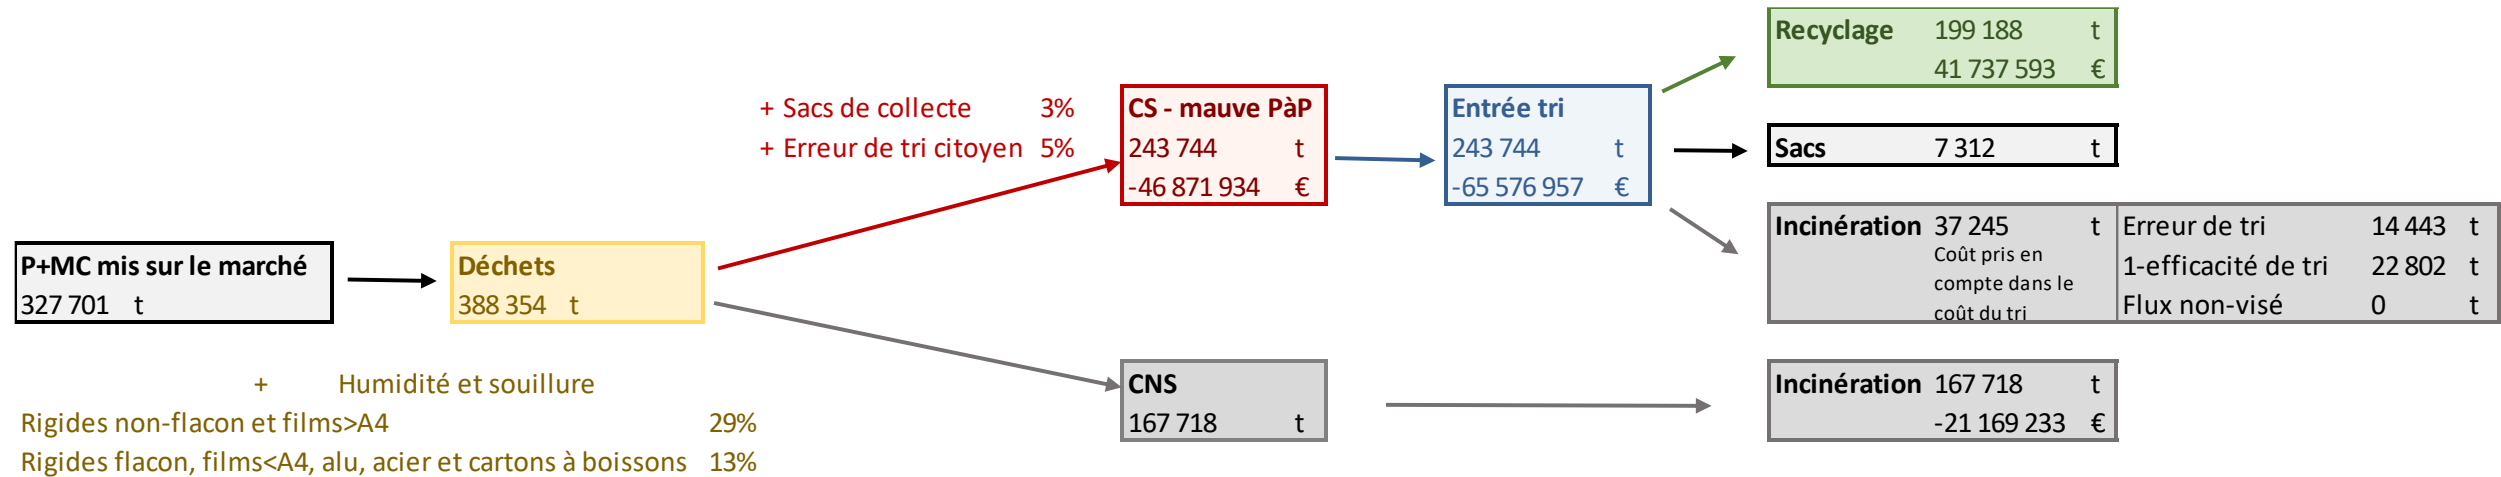 Recyclage 199 188 t
41 737 593 €
+ Sacs de collecte 3%
+ Erreur de tri citoyen 5%
CS - mauve PàP
243 744 t
-46 871 934 €
Entrée tri
243 744 t
-65 576 957 €
Sacs 7 312 t
P+MC mis sur le marché
327 701 t
Déchets
388 354 t
Incinération 37 245 t
Coût pris en
compte dans le
coût du tri
Erreur de tri 14 443 t
1-efficacité de tri 22 802 t
Flux non-visé 0 t
+ Humidité et souillure
Rigides non-flacon et films>A4 29%
Rigides flacon, films<A4, alu, acier et cartons à boissons 13%
CNS
167 718 t
Incinération 167 718 t
-21 169 233 €